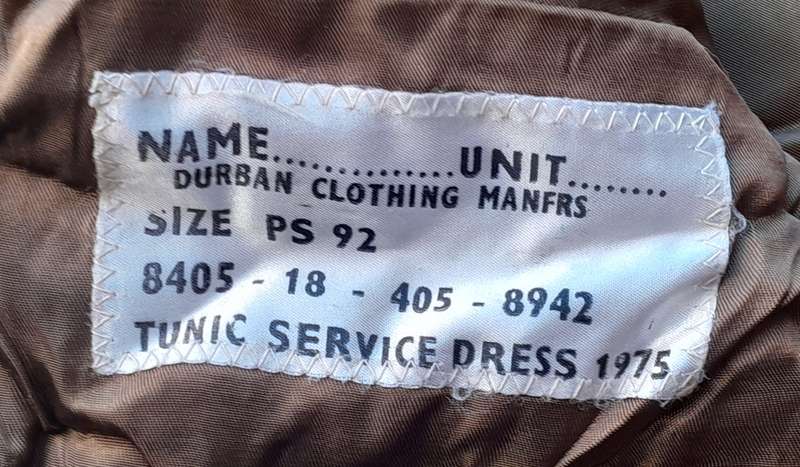 NAME..............UNIT........
DURBAN CLOTHING MANFRS
SIZE PS 92
8405 - 18 - 405 - 8942
TUNIC SERVICE DRESS 1975